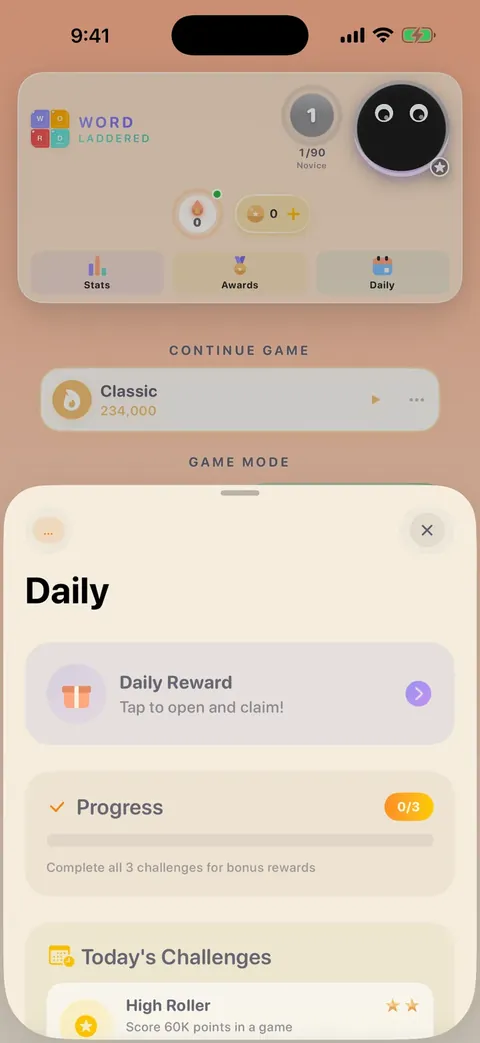 9:41
W O
R D
WORD
LADDERED
1
1/90
Novice
0
0 +
Stats
Awards
Daily
CONTINUE GAME
Classic
234,000
GAME MODE
...
Daily
Daily Reward
Tap to open and claim!
Progress
0/3
Complete all 3 challenges for bonus rewards
Today's Challenges
High Roller
Score 60K points in a game